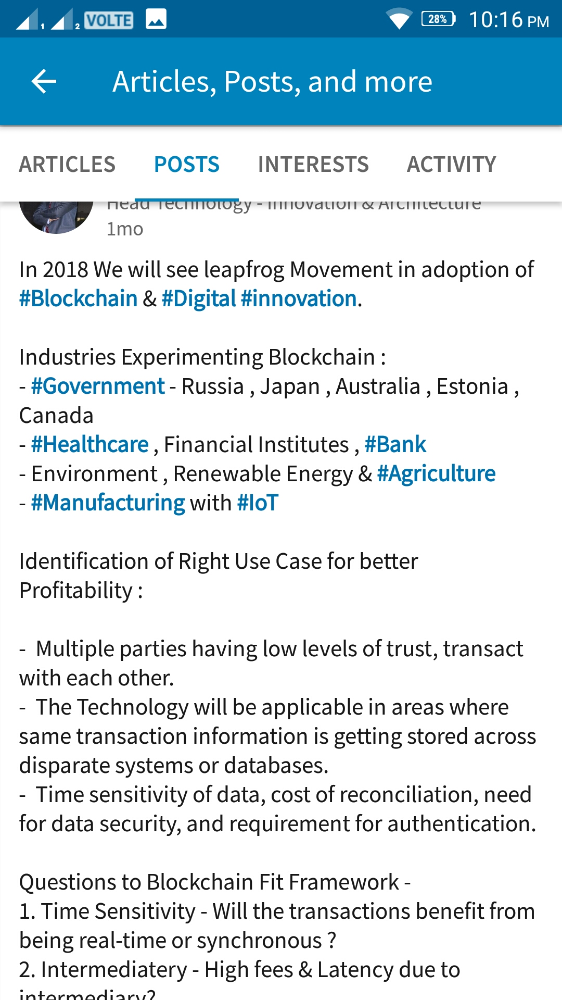 1 2 VOLTE 28% 10:16 PM
Articles, Posts, and more
ARTICLES POSTS INTERESTS ACTIVITY
Head Technology - Innovation & Architecture
1mo
In 2018 We will see leapfrog Movement in adoption of
#Blockchain & #Digital #innovation.
Industries Experimenting Blockchain :
- #Government - Russia , Japan , Australia , Estonia ,
Canada
- #Healthcare , Financial Institutes , #Bank
- Environment , Renewable Energy & #Agriculture
- #Manufacturing with #IoT
Identification of Right Use Case for better
Profitability :
-  Multiple parties having low levels of trust, transact
with each other.
-  The Technology will be applicable in areas where
same transaction information is getting stored across
disparate systems or databases.
-  Time sensitivity of data, cost of reconciliation, need
for data security, and requirement for authentication.
Questions to Blockchain Fit Framework -
1. Time Sensitivity - Will the transactions benefit from
being real-time or synchronous ?
2. Intermediatery - High fees & Latency due to
intermediary?